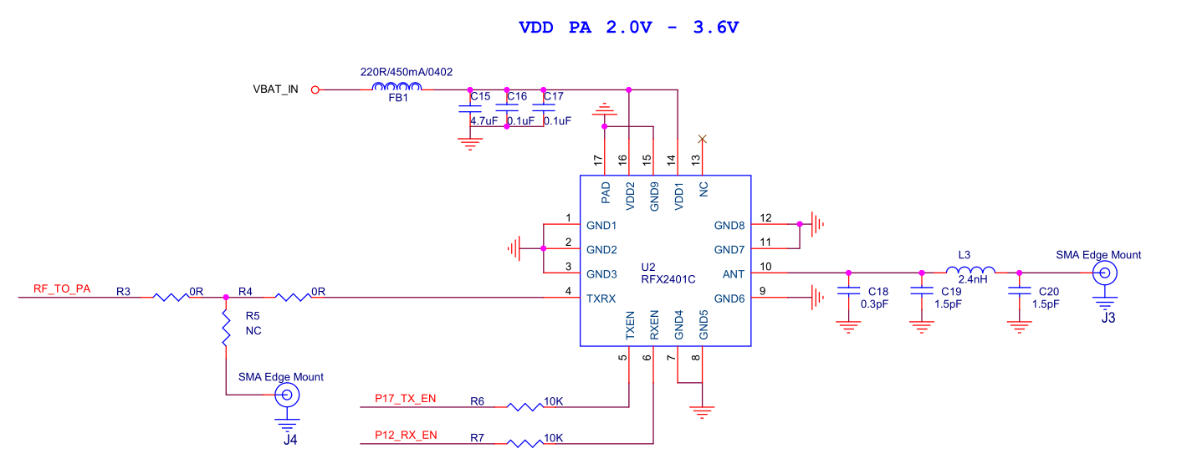 VDD PA 2.0V - 3.6V
220R/450mA/0402
VBAT_IN
FB1
C15 C16 C17
4.7uF 0.1uF 0.1uF
17 16 15 14 13
PAD VDD2 GND9 VDD1 NC
1 GND1 GND8 12
2 GND2 GND7 11
3 GND3 ANT 10
4 TXRX GND6 9
U2
RFX2401C
TXEN RXEN GND4 GND5
5 6 7 8
RF_TO_PA R3 0R R4 0R
R5
NC
SMA Edge Mount
J4
P17_TX_EN R6 10K
P12_RX_EN R7 10K
L3
2.4nH
C18
0.3pF
C19
1.5pF
C20
1.5pF
SMA Edge Mount
J3